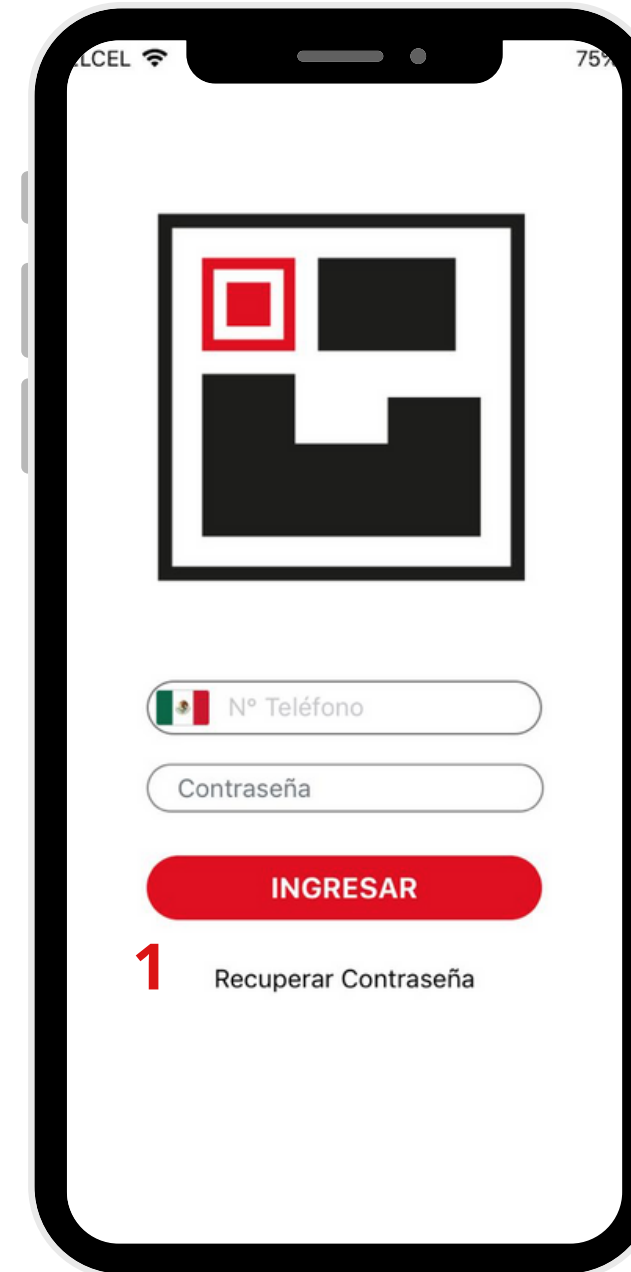 LCEL 75%
Nº Teléfono
Contraseña
INGRESAR
1
Recuperar Contraseña